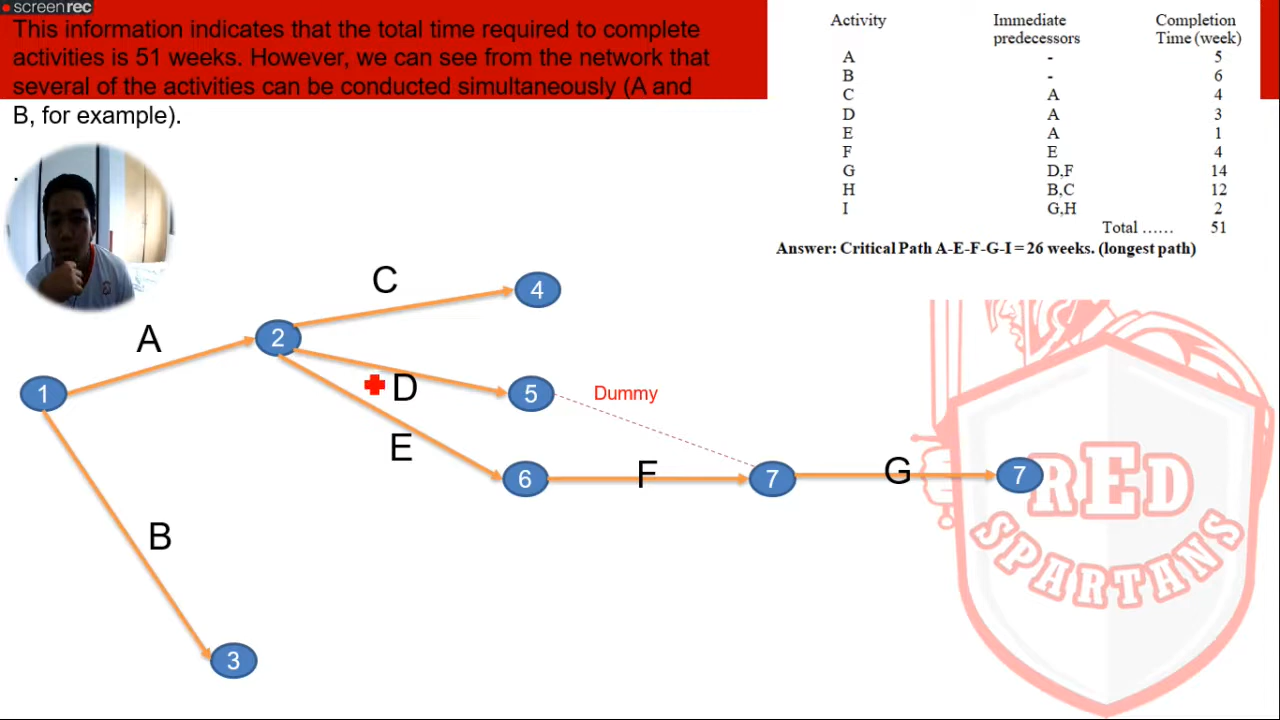 screenrec
This information indicates that the total time required to complete
activities is 51 weeks. However, we can see from the network that
several of the activities can be conducted simultaneously (A and
B, for example).
.
Activity Immediate predecessors Completion Time (week)
A - 5
B - 6
C A 4
D A 3
E A 1
F E 4
G D,F 14
H B,C 12
I G,H 2
Total ...... 51
Answer: Critical Path A-E-F-G-I = 26 weeks. (longest path)
C
4
A
2
1
D
5
Dummy
E
6
F
7
G
7
B
3
RED
SPARTANS